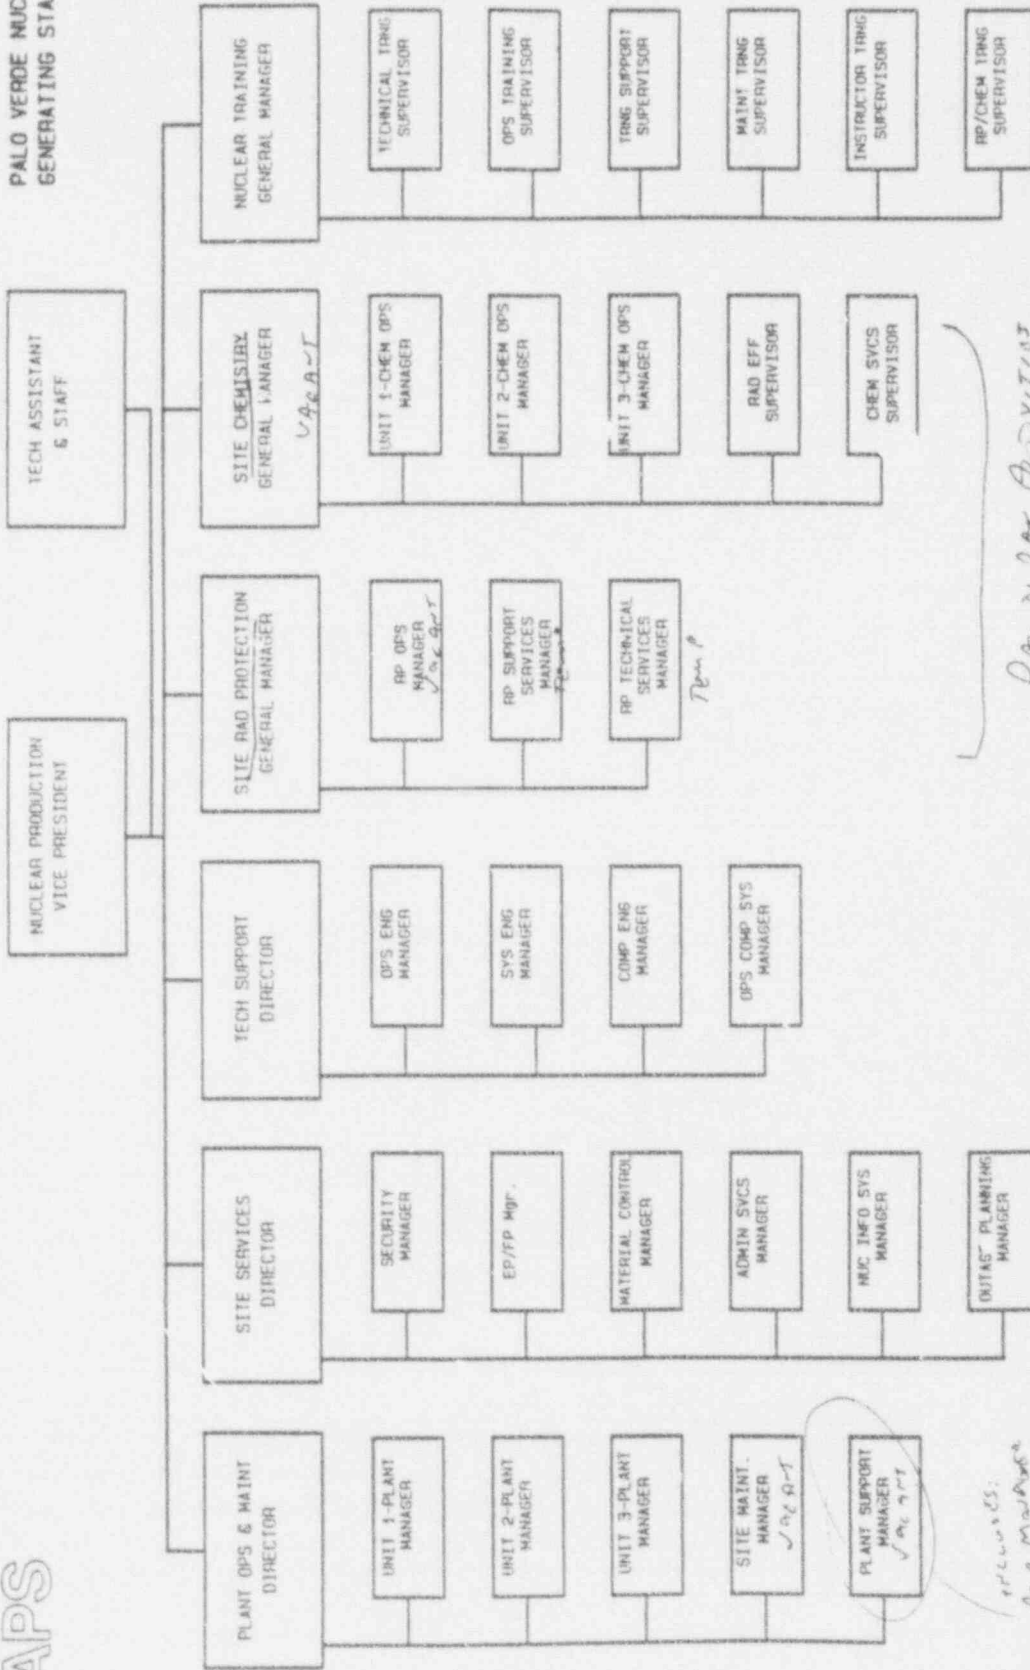 APS
PALO VERDE NUC
GENERATING STA
NUCLEAR PRODUCTION
VICE PRESIDENT
TECH ASSISTANT
& STAFF
PLANT OPS & MAINT
DIRECTOR
UNIT 1-PLANT
MANAGER
UNIT 2-PLANT
MANAGER
UNIT 3-PLANT
MANAGER
SITE MAINT.
MANAGER
VACANT
PLANT SUPPORT
MANAGER
VACANT
INCLUDES:
SITE SERVICES
DIRECTOR
SECURITY
MANAGER
EP/FP Mgr.
MATERIAL CONTROL
MANAGER
ADMIN SVCS
MANAGER
NUC INFO SYS
MANAGER
PLANNING
MANAGER
TECH SUPPORT
DIRECTOR
OPS ENG
MANAGER
SYS ENG
MANAGER
COMP ENG
MANAGER
OPS COMP SYS
MANAGER
SITE RAD PROTECTION
GENERAL MANAGER
RP OPS
MANAGER
VACANT
RP SUPPORT
SERVICES
MANAGER
RP TECHNICAL
SERVICES
MANAGER
Temp
SITE CHEMISTRY
GENERAL MANAGER
VACANT
UNIT 1-CHEM OPS
MANAGER
UNIT 2-CHEM OPS
MANAGER
UNIT 3-CHEM OPS
MANAGER
RAD EFF
SUPERVISOR
CHEM SVCS
SUPERVISOR
NUCLEAR TRAINING
GENERAL MANAGER
TECHNICAL TRNG
SUPERVISOR
OPS TRAINING
SUPERVISOR
TRNG SUPPORT
SUPERVISOR
MAINT TRNG
SUPERVISOR
INSTRUCTOR TRNG
SUPERVISOR
RP/CHEM TRNG
SUPERVISOR